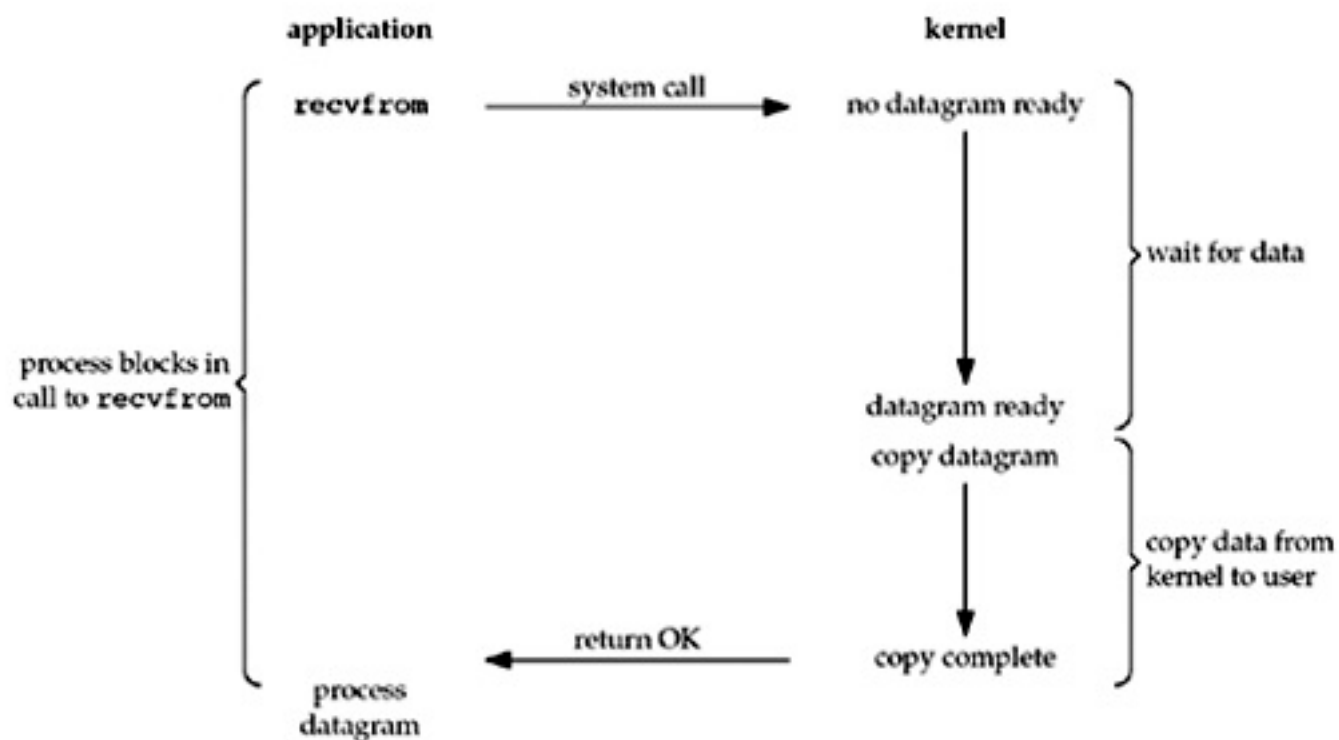 application
kernel
recvfrom
system call
no datagram ready
wait for data
process blocks in
call to recvfrom
datagram ready
copy datagram
copy data from
kernel to user
return OK
copy complete
process
datagram